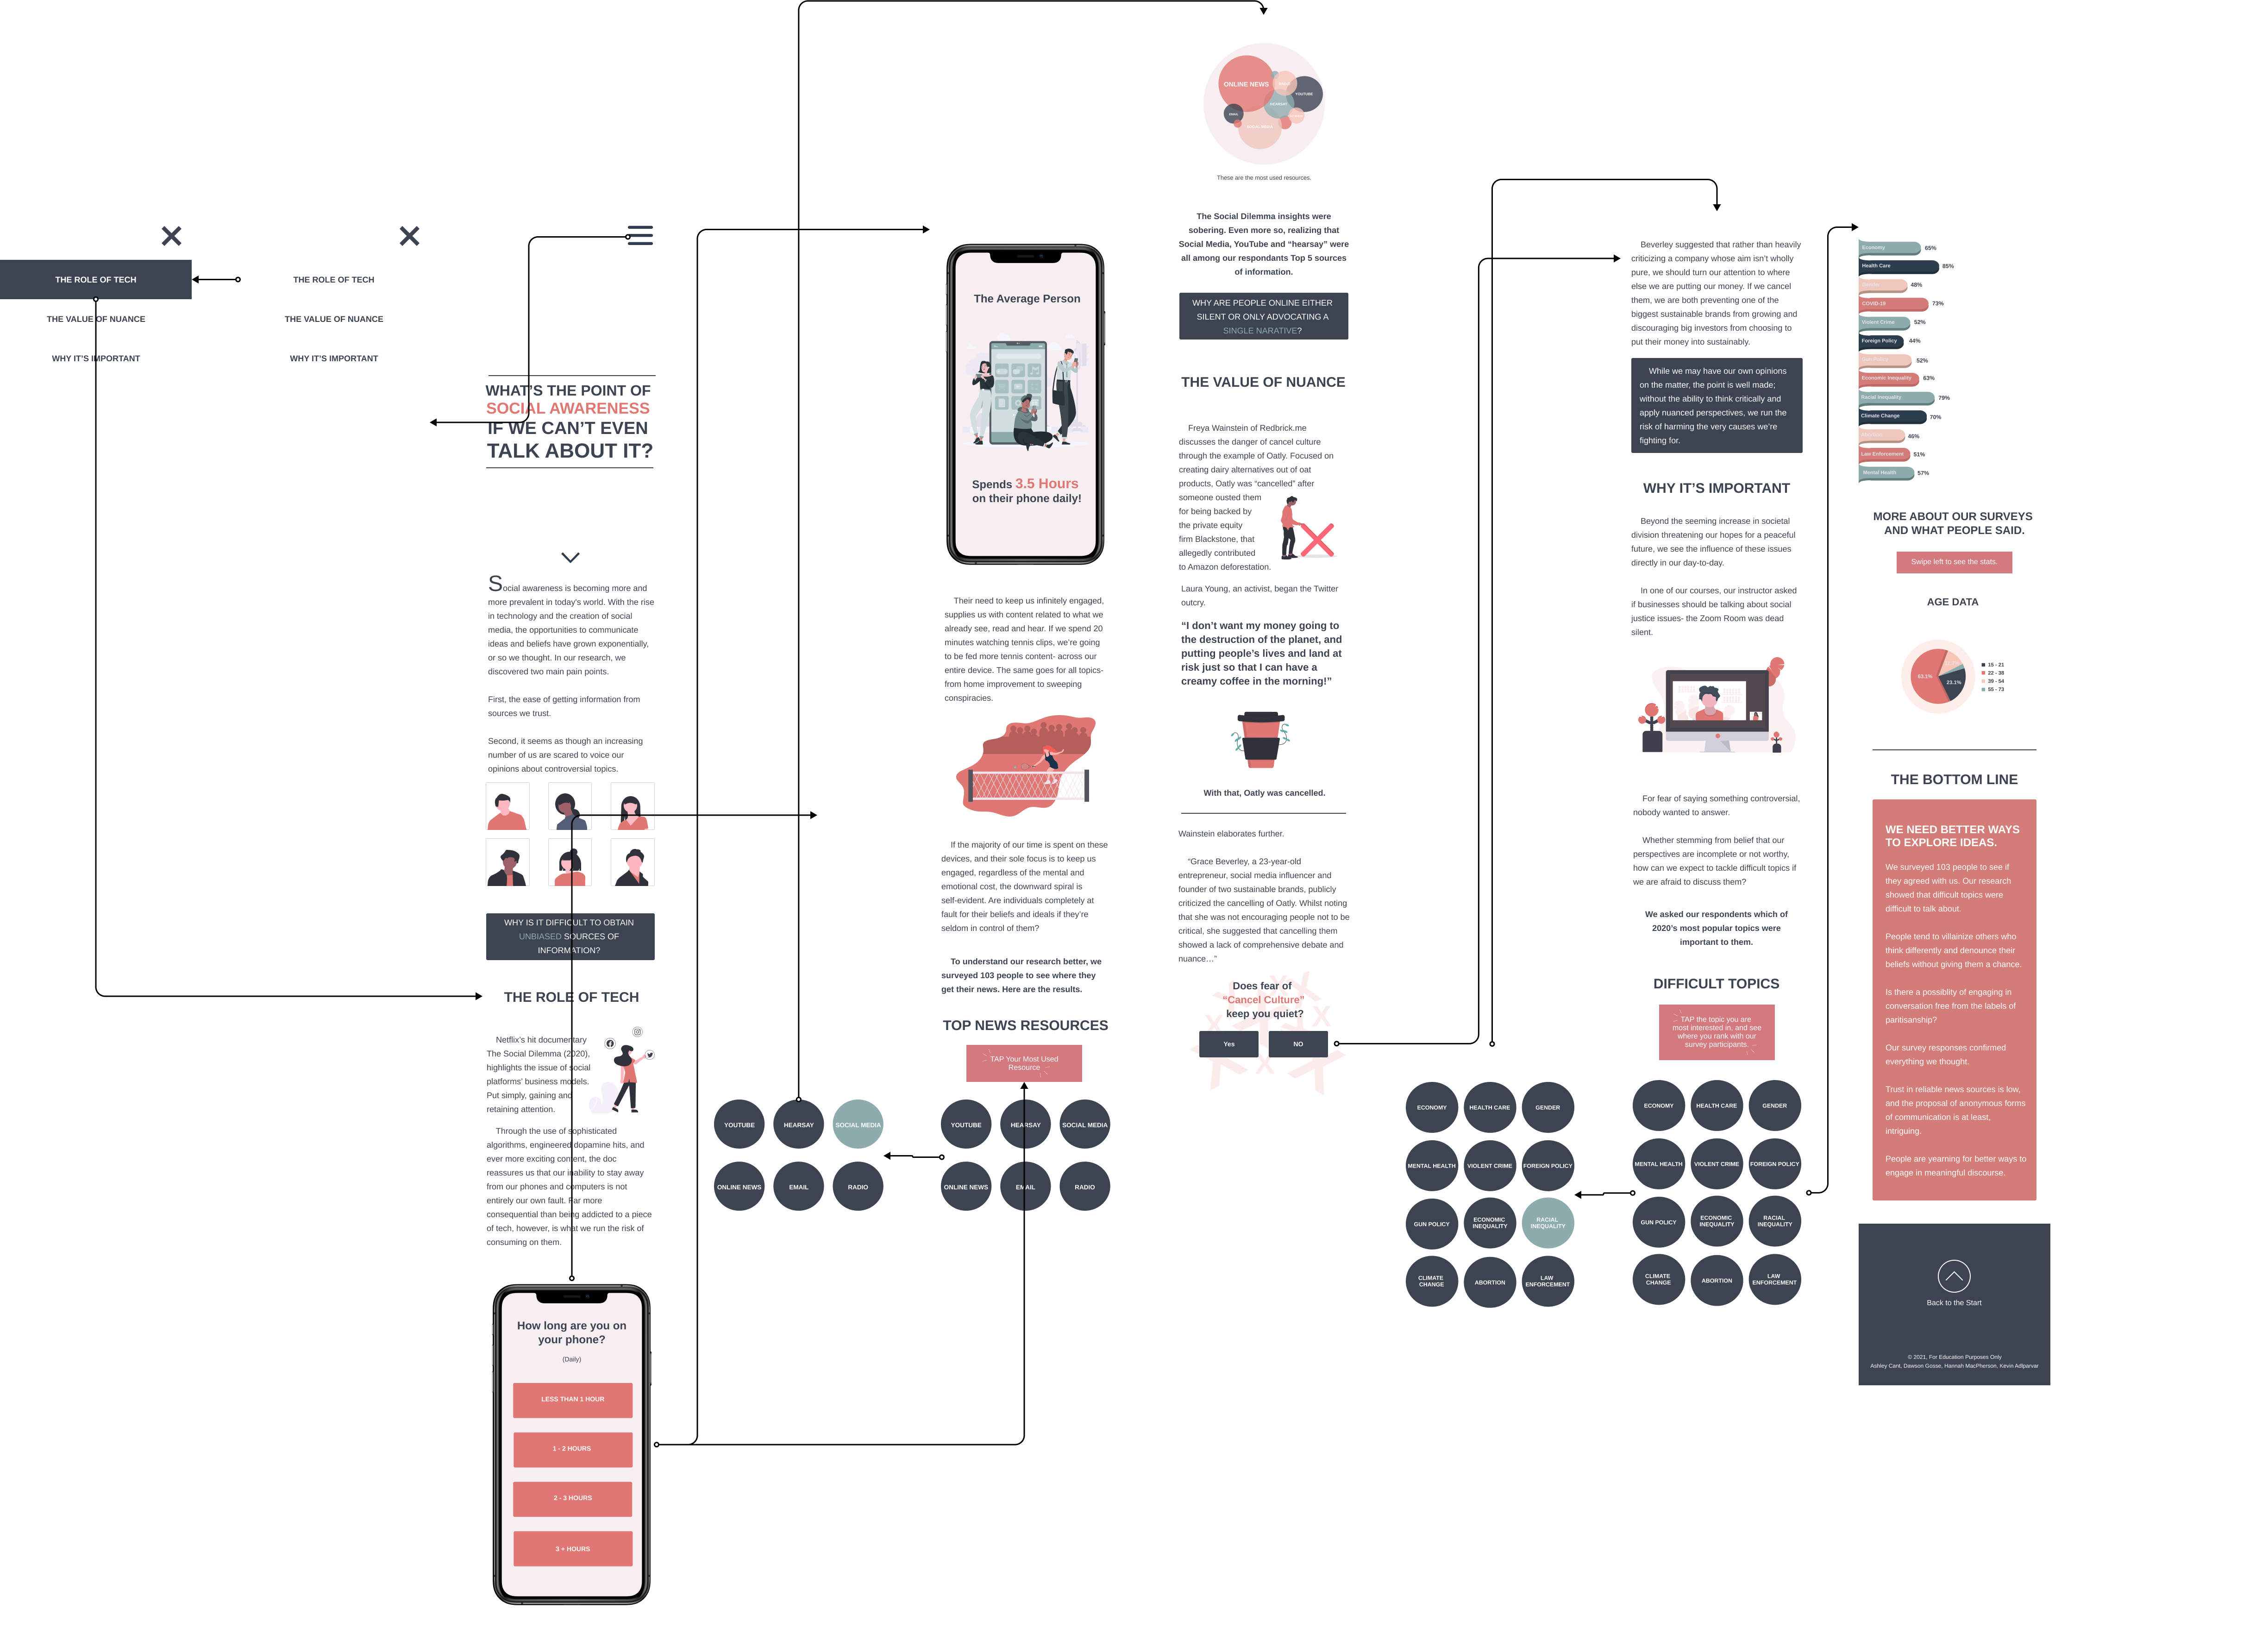 THE ROLE OF TECH
THE VALUE OF NUANCE
WHY IT'S IMPORTANT
THE ROLE OF TECH
THE VALUE OF NUANCE
WHY IT'S IMPORTANT
WHAT'S THE POINT OF
SOCIAL AWARENESS
IF WE CAN'T EVEN
TALK ABOUT IT?
Social awareness is becoming more and
more prevalent in today's world. With the rise
in technology and the creation of social
media, the opportunities to communicate
ideas and beliefs have grown exponentially,
or so we thought. In our research, we
discovered two main pain points.
First, the ease of getting information from
sources we trust.
Second, it seems as though an increasing
number of us are scared to voice our
opinions about controversial topics.
WHY IS IT DIFFICULT TO OBTAIN
UNBIASED SOURCES OF
INFORMATION?
THE ROLE OF TECH
Netflix's hit documentary
The Social Dilemma (2020),
highlights the issue of social
platforms' business models.
Put simply, gaining and
retaining attention.
Through the use of sophisticated
algorithms, engineered dopamine hits, and
ever more exciting content, the doc
reassures us that our inability to stay away
from our phones and computers is not
entirely our own fault. Far more
consequential than being addicted to a piece
of tech, however, is what we run the risk of
consuming on them.
How long are you on
your phone?
(Daily)
LESS THAN 1 HOUR
1 - 2 HOURS
2 - 3 HOURS
3 + HOURS
YOUTUBE
HEARSAY
SOCIAL MEDIA
ONLINE NEWS
EMAIL
RADIO
The Average Person
Spends 3.5 Hours
on their phone daily!
Their need to keep us infinitely engaged,
supplies us with content related to what we
already see, read and hear. If we spend 20
minutes watching tennis clips, we're going
to be fed more tennis content- across our
entire device. The same goes for all topics-
from home improvement to sweeping
conspiracies.
If the majority of our time is spent on these
devices, and their sole focus is to keep us
engaged, regardless of the mental and
emotional cost, the downward spiral is
self-evident. Are individuals completely at
fault for their beliefs and ideals if they're
seldom in control of them?
To understand our research better, we
surveyed 103 people to see where they
get their news. Here are the results.
TOP NEWS RESOURCES
TAP Your Most Used
Resource
YOUTUBE
HEARSAY
SOCIAL MEDIA
ONLINE NEWS
EMAIL
RADIO
ONLINE NEWS
YOUTUBE
HEARSAY
EMAIL
SOCIAL MEDIA
These are the most used resources.
The Social Dilemma insights were
sobering. Even more so, realizing that
Social Media, YouTube and “hearsay” were
all among our respondants Top 5 sources
of information.
WHY ARE PEOPLE ONLINE EITHER
SILENT OR ONLY ADVOCATING A
SINGLE NARATIVE?
THE VALUE OF NUANCE
Freya Wainstein of Redbrick.me
discusses the danger of cancel culture
through the example of Oatly. Focused on
creating dairy alternatives out of oat
products, Oatly was “cancelled” after
someone ousted them
for being backed by
the private equity
firm Blackstone, that
allegedly contributed
to Amazon deforestation.
Laura Young, an activist, began the Twitter
outcry.
“I don't want my money going to
the destruction of the planet, and
putting people's lives and land at
risk just so that I can have a
creamy coffee in the morning!”
With that, Oatly was cancelled.
Wainstein elaborates further.
“Grace Beverley, a 23-year-old
entrepreneur, social media influencer and
founder of two sustainable brands, publicly
criticized the cancelling of Oatly. Whilst noting
that she was not encouraging people not to be
critical, she suggested that cancelling them
showed a lack of comprehensive debate and
nuance…”
Does fear of
“Cancel Culture”
keep you quiet?
Yes
NO
ECONOMY
HEALTH CARE
GENDER
MENTAL HEALTH
VIOLENT CRIME
FOREIGN POLICY
GUN POLICY
ECONOMIC
INEQUALITY
RACIAL
INEQUALITY
CLIMATE
CHANGE
ABORTION
LAW
ENFORCEMENT
Beverley suggested that rather than heavily
criticizing a company whose aim isn't wholly
pure, we should turn our attention to where
else we are putting our money. If we cancel
them, we are both preventing one of the
biggest sustainable brands from growing and
discouraging big investors from choosing to
put their money into sustainably.
While we may have our own opinions
on the matter, the point is well made;
without the ability to think critically and
apply nuanced perspectives, we run the
risk of harming the very causes we're
fighting for.
WHY IT'S IMPORTANT
Beyond the seeming increase in societal
division threatening our hopes for a peaceful
future, we see the influence of these issues
directly in our day-to-day.
In one of our courses, our instructor asked
if businesses should be talking about social
justice issues- the Zoom Room was dead
silent.
For fear of saying something controversial,
nobody wanted to answer.
Whether stemming from belief that our
perspectives are incomplete or not worthy,
how can we expect to tackle difficult topics if
we are afraid to discuss them?
We asked our respondents which of
2020's most popular topics were
important to them.
DIFFICULT TOPICS
TAP the topic you are
most interested in, and see
where you rank with our
survey participants.
ECONOMY
HEALTH CARE
GENDER
MENTAL HEALTH
VIOLENT CRIME
FOREIGN POLICY
GUN POLICY
ECONOMIC
INEQUALITY
RACIAL
INEQUALITY
CLIMATE
CHANGE
ABORTION
LAW
ENFORCEMENT
Economy 65%
Health Care 85%
48%
COVID-19 73%
Violent Crime 52%
Foreign Policy 44%
52%
Economic Inequality 63%
Racial Inequality 79%
Climate Change 70%
46%
Law Enforcement 51%
Mental Health 57%
MORE ABOUT OUR SURVEYS
AND WHAT PEOPLE SAID.
Swipe left to see the stats.
AGE DATA
63.1%
23.1%
15 - 21
22 - 38
39 - 54
55 - 73
THE BOTTOM LINE
WE NEED BETTER WAYS
TO EXPLORE IDEAS.
We surveyed 103 people to see if
they agreed with us. Our research
showed that difficult topics were
difficult to talk about.
People tend to villainize others who
think differently and denounce their
beliefs without giving them a chance.
Is there a possiblity of engaging in
conversation free from the labels of
paritisanship?
Our survey responses confirmed
everything we thought.
Trust in reliable news sources is low,
and the proposal of anonymous forms
of communication is at least,
intriguing.
People are yearning for better ways to
engage in meaningful discourse.
Back to the Start
© 2021, For Education Purposes Only
Ashley Cant, Dawson Gosse, Hannah MacPherson, Kevin Adlparvar